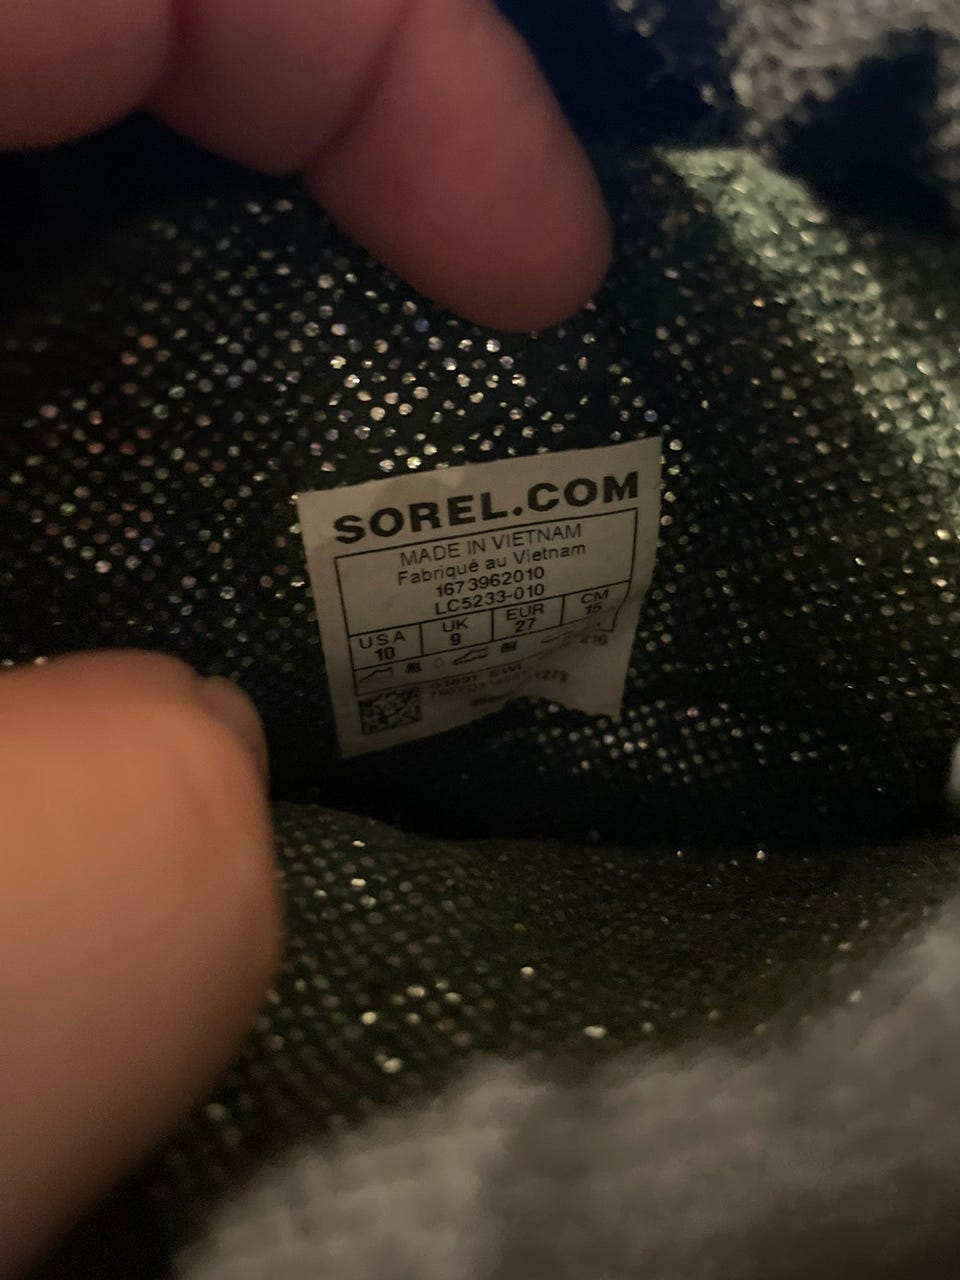 SOREL.COM
MADE IN VIETNAM
Fabriqué au Vietnam
1673962010
LC5233-010
USA UK EUR CM
10 9 27 15